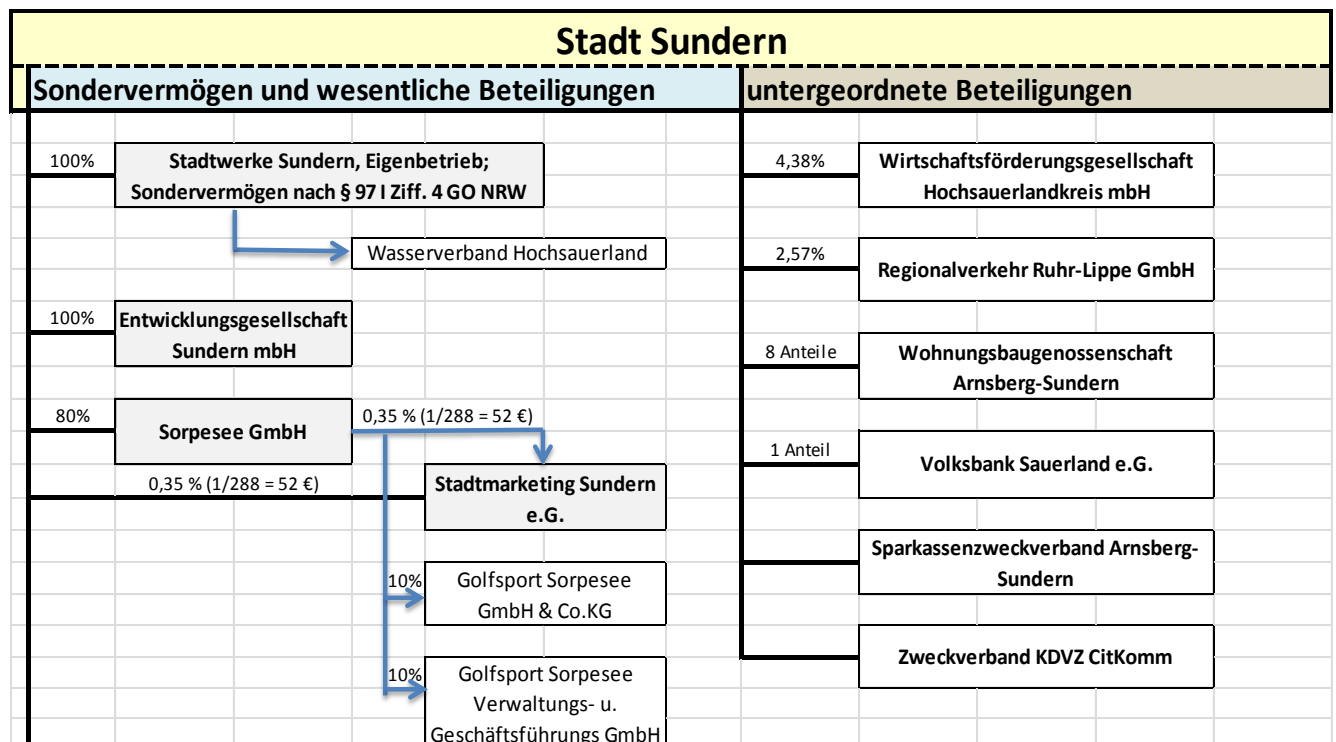 Stadt Sundern
Sondervermögen und wesentliche Beteiligungen
100%
Stadtwerke Sundern, Eigenbetrieb;
Sondervermögen nach § 97 I Ziff. 4 GO NRW
Wasserverband Hochsauerland
100%
Entwicklungsgesellschaft
Sundern mbH
80%
Sorpesee GmbH
0,35 % (1/288 = 52 €)
0,35 % (1/288 = 52 €)
Stadtmarketing Sundern
e.G.
10%
Golfsport Sorpesee
GmbH & Co.KG
10%
Golfsport Sorpesee
Verwaltungs- u.
Geschäftsführungs GmbH
untergeordnete Beteiligungen
4,38%
Wirtschaftsförderungsgesellschaft
Hochsauerlandkreis mbH
2,57%
Regionalverkehr Ruhr-Lippe GmbH
8 Anteile
Wohnungsbaugenossenschaft
Arnsberg-Sundern
1 Anteil
Volksbank Sauerland e.G.
Sparkassenzweckverband Arnsberg-
Sundern
Zweckverband KDVZ CitKomm